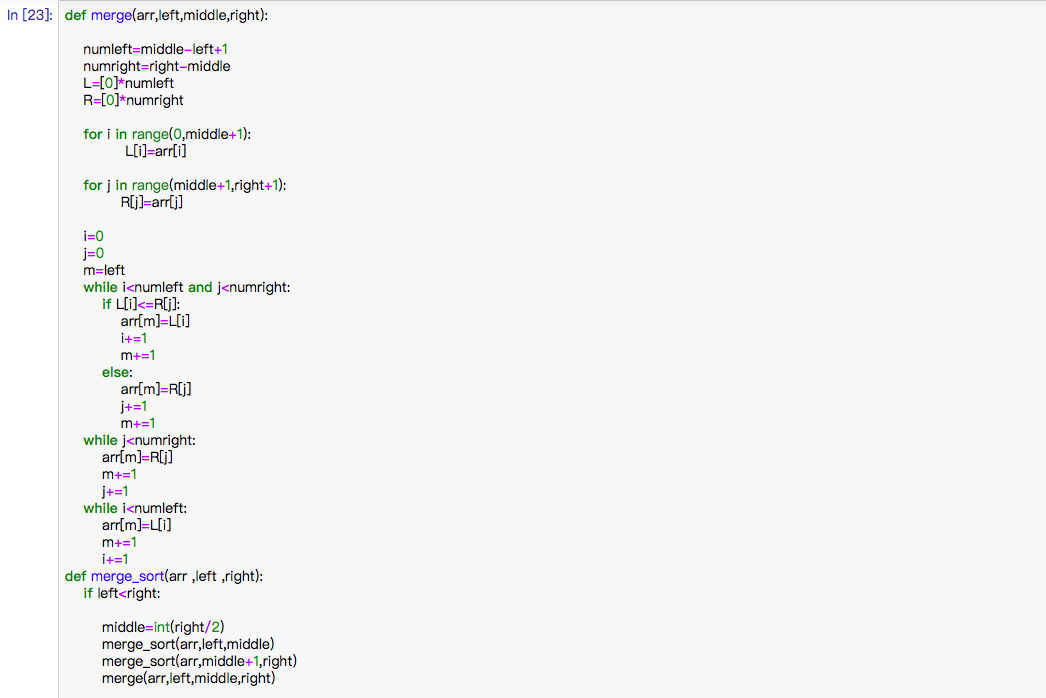 In [23]: def merge(arr,left,middle,right):
numleft=middle-left+1
numright=right-middle
L=[0]*numleft
R=[0]*numright
for i in range(0,middle+1):
L[i]=arr[i]
for j in range(middle+1,right+1):
R[j]=arr[j]
i=0
j=0
m=left
while i<numleft and j<numright:
if L[i]<=R[j]:
arr[m]=L[i]
i+=1
m+=1
else:
arr[m]=R[j]
j+=1
m+=1
while j<numright:
arr[m]=R[j]
m+=1
j+=1
while i<numleft:
arr[m]=L[i]
m+=1
i+=1
def merge_sort(arr ,left ,right):
if left<right:
middle=int(right/2)
merge_sort(arr,left,middle)
merge_sort(arr,middle+1,right)
merge(arr,left,middle,right)